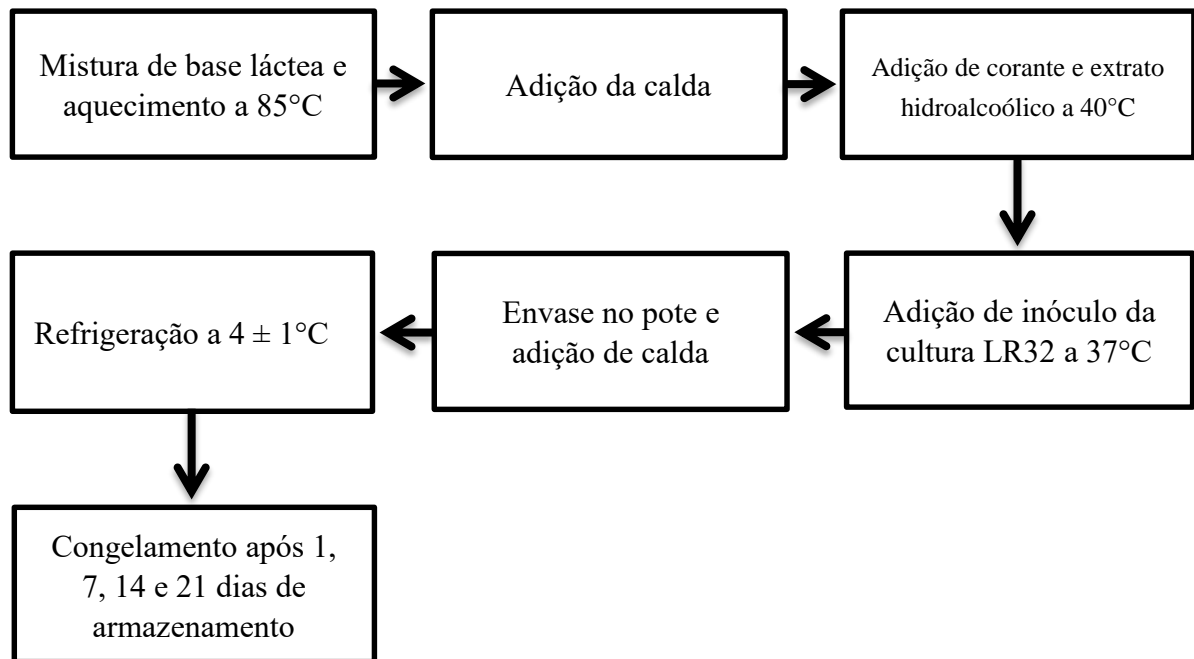 Mistura de base láctea e
aquecimento a 85°C
Adição da calda
Adição de corante e extrato
hidroalcoólico a 40°C
Adição de inóculo da
cultura LR32 a 37°C
Envase no pote e
adição de calda
Refrigeração a 4 ± 1°C
Congelamento após 1,
7, 14 e 21 dias de
armazenamento